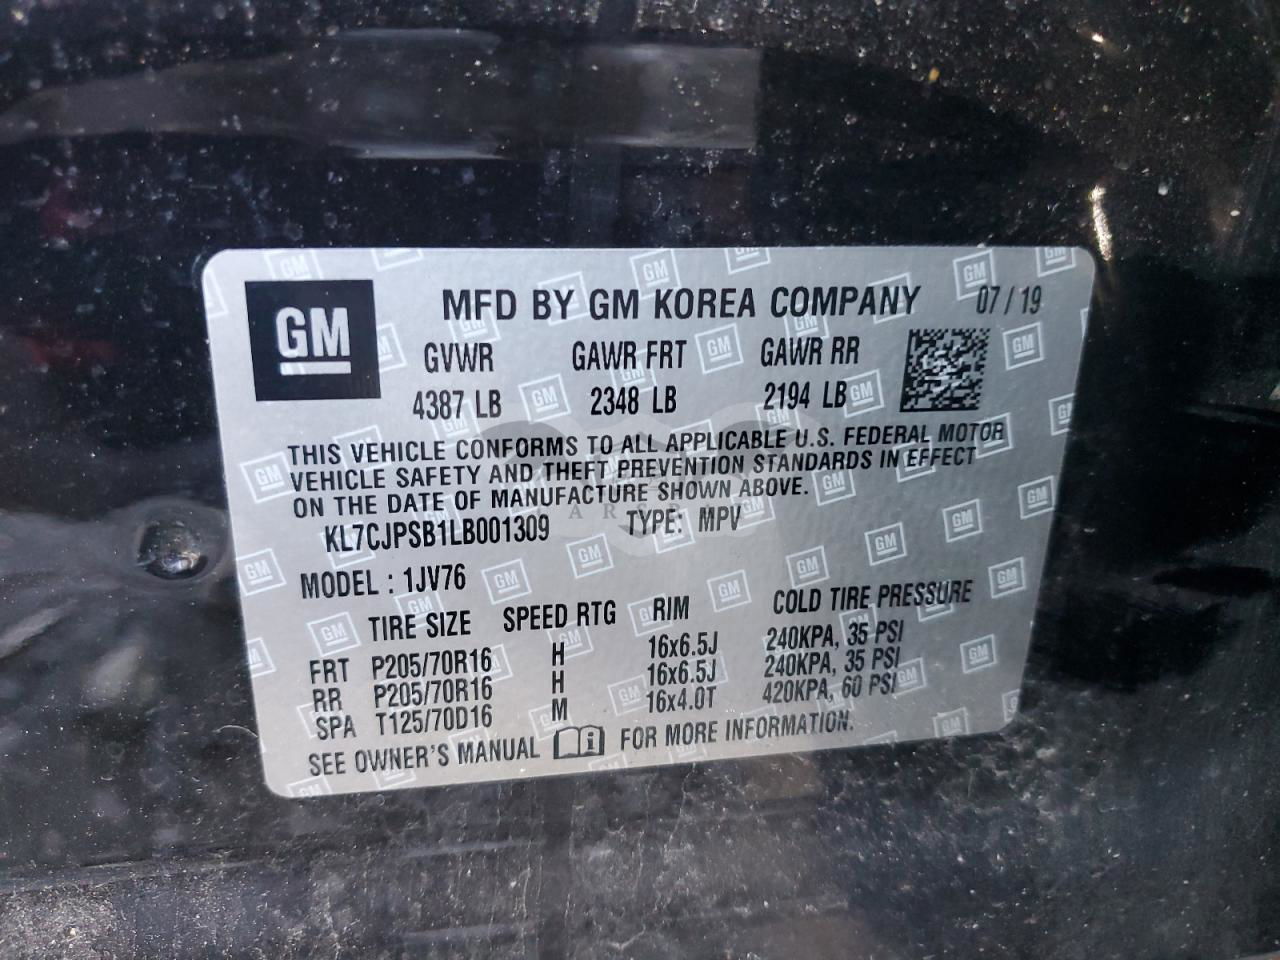 GM
MFD BY GM KOREA COMPANY 07/19
GVWR GAWR FRT GAWR RR
4387 LB 2348 LB 2194 LB
THIS VEHICLE CONFORMS TO ALL APPLICABLE U.S. FEDERAL MOTOR
VEHICLE SAFETY AND THEFT PREVENTION STANDARDS IN EFFECT
ON THE DATE OF MANUFACTURE SHOWN ABOVE.
KL7CJPSB1LB001309 TYPE: MPV
MODEL : 1JV76
TIRE SIZE SPEED RTG RIM COLD TIRE PRESSURE
FRT P205/70R16 H 16x6.5J 240KPA, 35 PSI
RR P205/70R16 H 16x6.5J 240KPA, 35 PSI
SPA T125/70D16 M 16x4.0T 420KPA, 60 PSI
SEE OWNER'S MANUAL i FOR MORE INFORMATION.